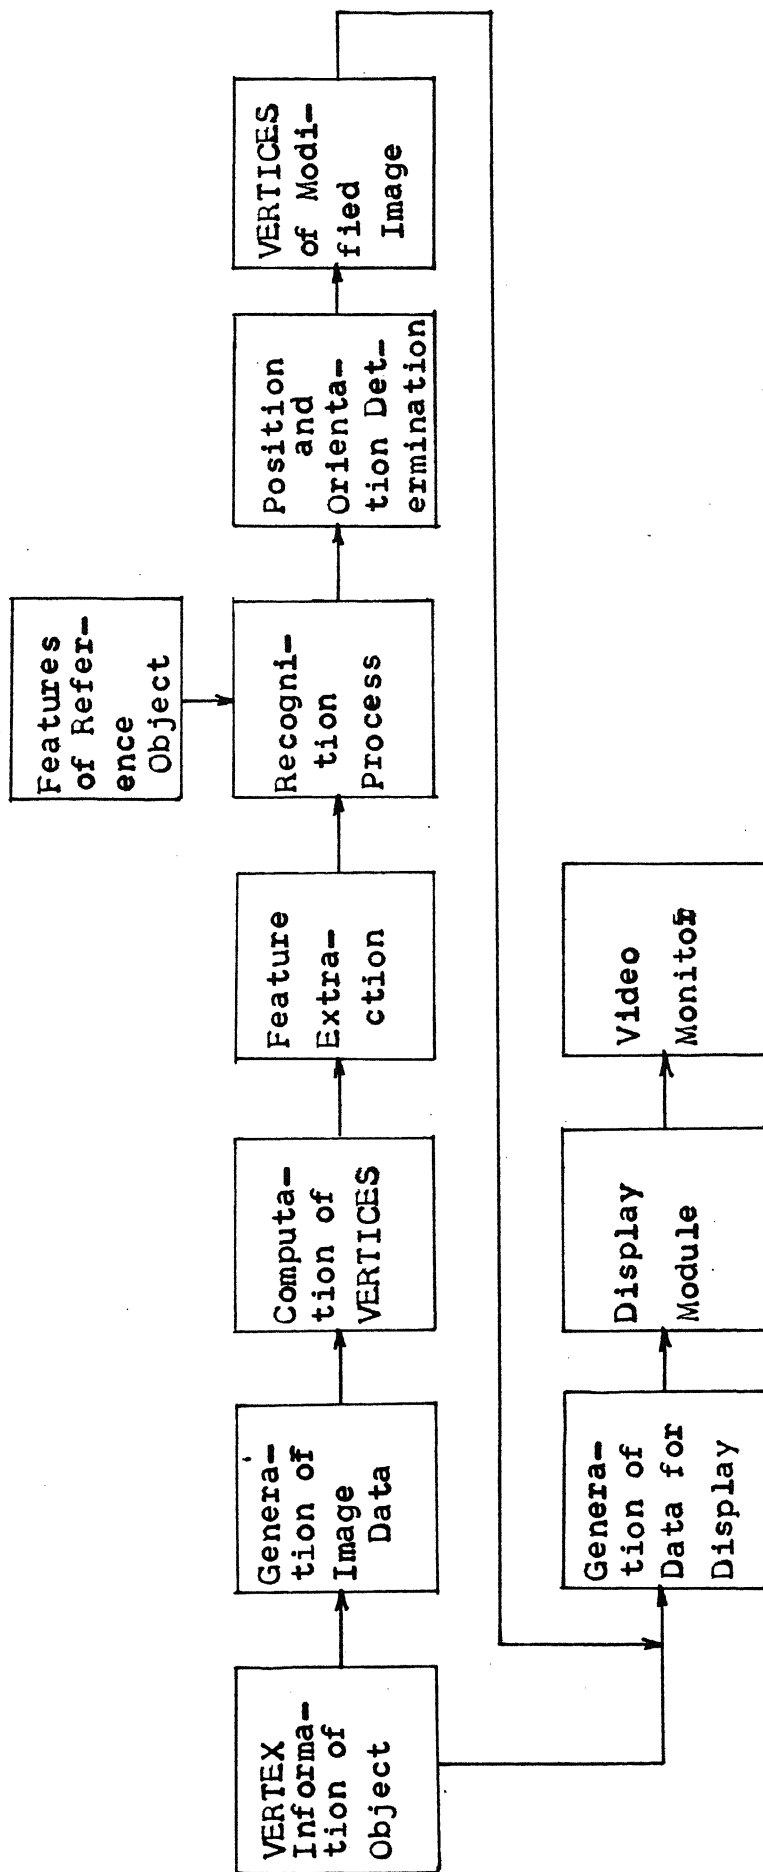 Features
of Refer-
ence
Object
VERTEX
Informa-
tion of
Object
Genera-
tion of
Image
Data
Computa-
tion of
VERTICES
Feature
Extra-
ction
Recogni-
tion
Process
Position
and
Orienta-
tion Det-
ermination
VERTICES
of Modi-
fied
Image
Genera-
tion of
Data for
Display
Display
Module
Video
Monitor